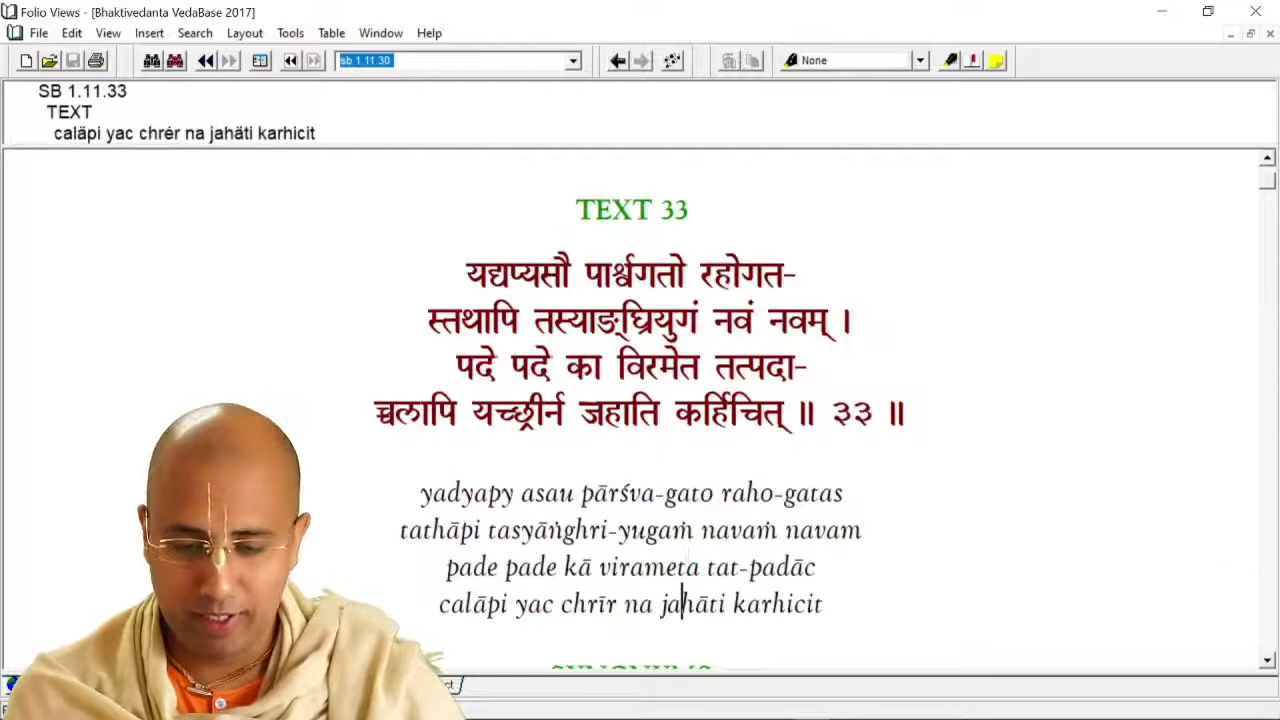 Folio Views - [Bhaktivedanta VedaBase 2017]
File Edit View Insert Search Layout Tools Table Window Help
sb 1.11.30
None
SB 1.11.33
TEXT
caläpi yac chrér na jahäti karhicit
TEXT 33
यद्यप्यसौ पार्श्वगतो रहोगत-
स्तथापि तस्याङ्घ्रियुगं नवं नवम् ।
पदे पदे का विरमेत तत्पदा-
च्चलापि यच्छ्रीर्न जहाति कर्हिचित् ॥ ३३ ॥
yadyapy asau pārśva-gato raho-gatas
tathāpi tasyāṅghri-yugaṁ navaṁ navam
pade pade kā virameta tat-padāc
calāpi yac chrīr na jahāti karhicit
SYNONYMS